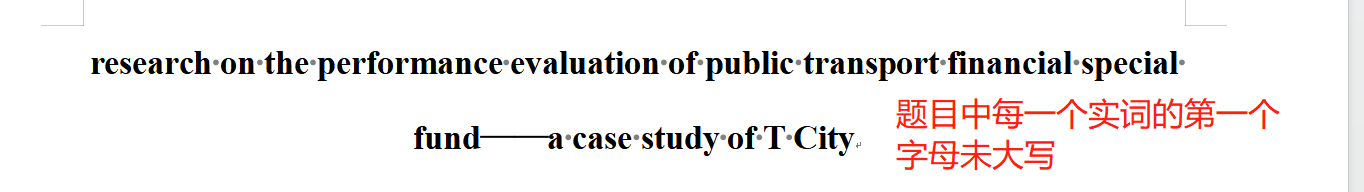 research on the performance evaluation of public transport financial special
fund——a case study of T City
题目中每一个实词的第一个
字母未大写